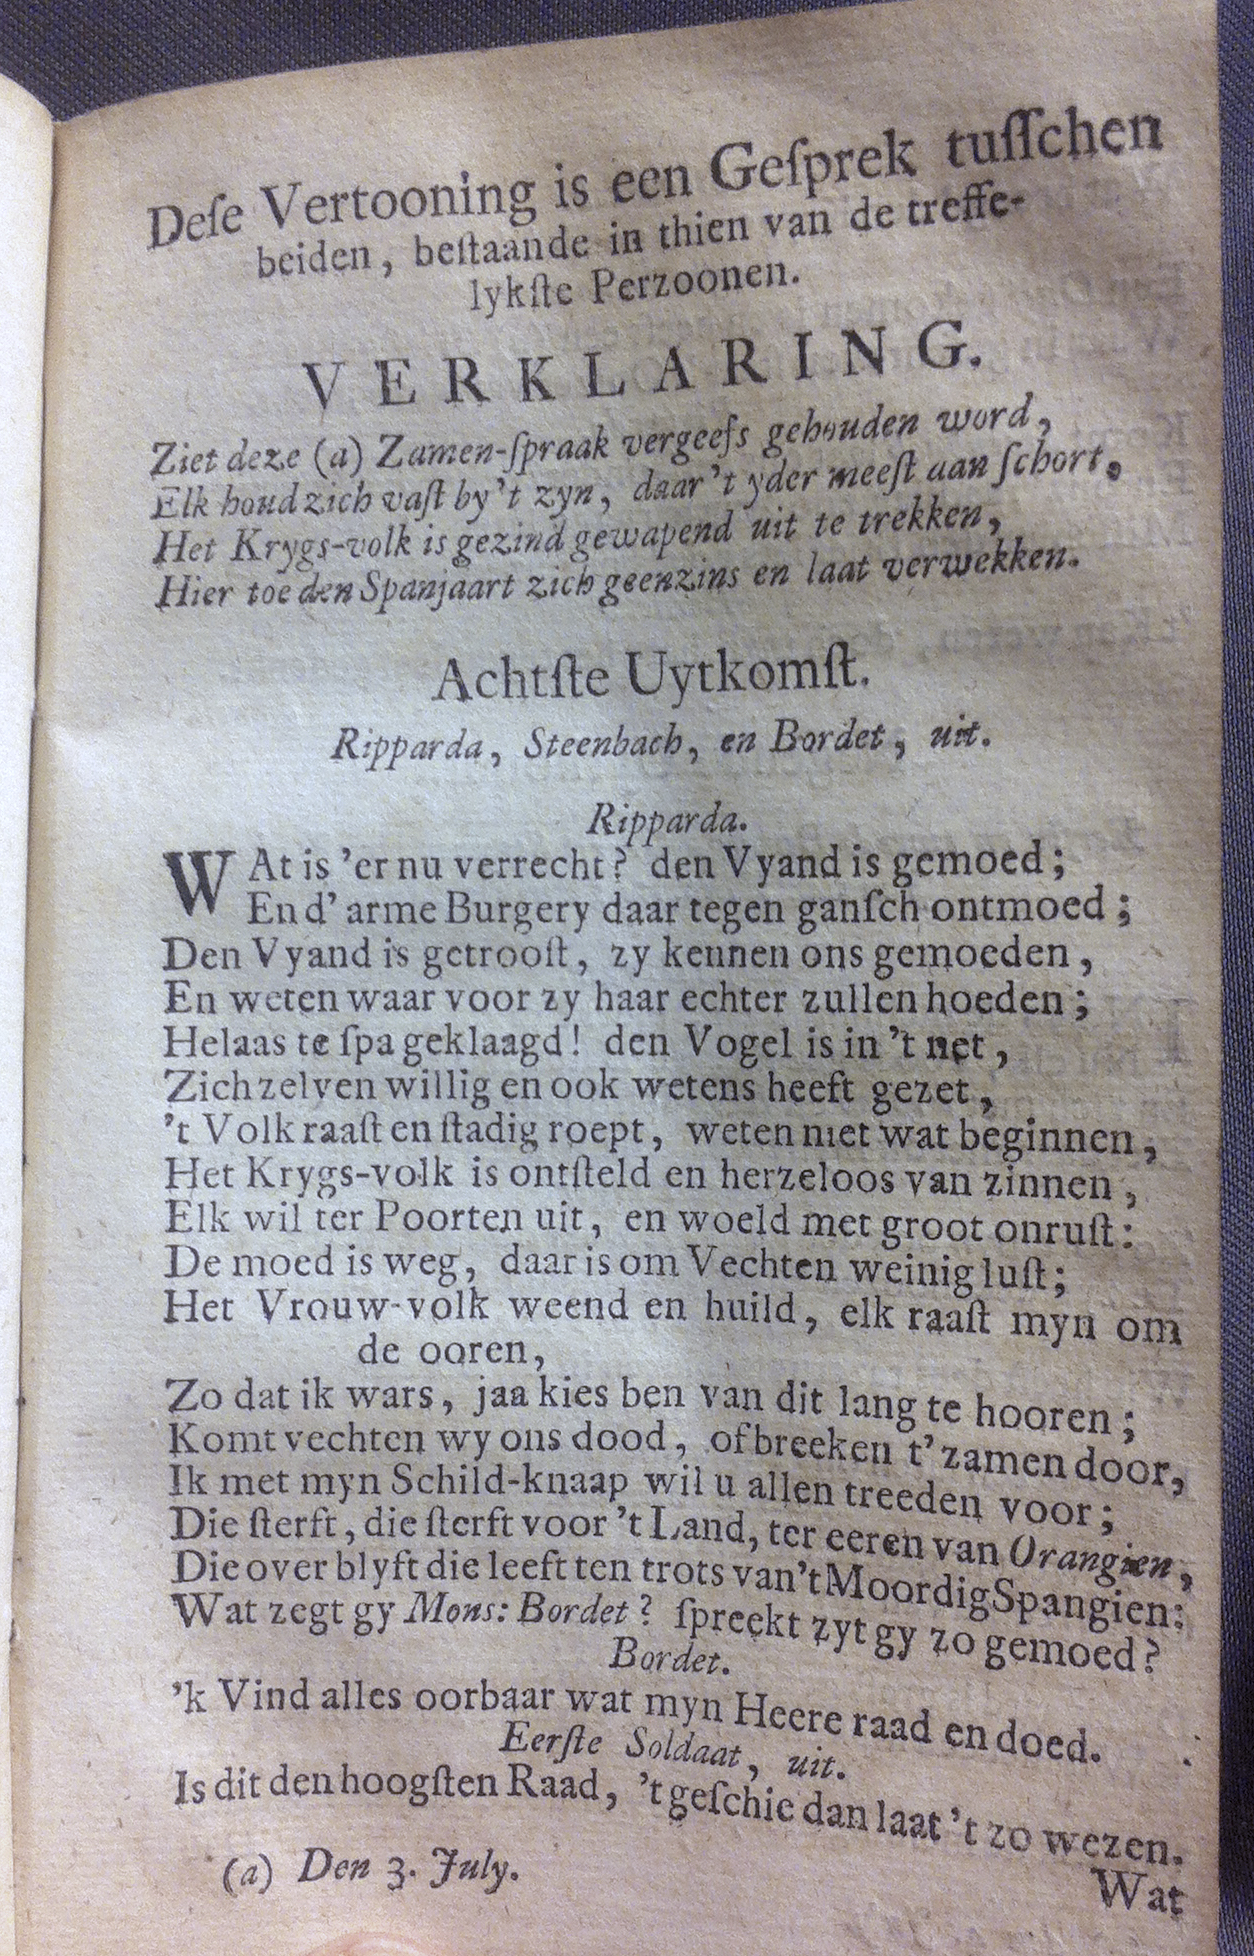 Deſe Vertooning is een Geſprek tuſſchen
beiden, beſtaande in thien van de treffe-
lykſte Perzoonen.
VERKLARING.
Ziet deze (a) Zamen-ſpraak vergeefs gehouden word,
Elk houd zich vaſt by 't zyn, daar 't yder meeſt aan ſchort.
Het Krygs-volk is gezind gewapend uit te trekken,
Hier toe den Spanjaart zich geenzins en laat verwekken.
Achtſte Uytkomſt.
Ripparda, Steenbach, en Bordet, uit.
Ripparda.
WAt is 'er nu verrecht? den Vyand is gemoed;
En d' arme Burgery daar tegen ganſch ontmoed;
Den Vyand is getrooſt, zy kennen ons gemoeden,
En weten waar voor zy haar echter zullen hoeden;
Helaas te ſpa geklaagd! den Vogel is in 't net,
Zich zelven willig en ook wetens heeft gezet,
't Volk raaſt en ſtadig roept, weten niet wat beginnen,
Het Krygs-volk is ontſteld en herzeloos van zinnen,
Elk wil ter Poorten uit, en woeld met groot onruſt:
De moed is weg, daar is om Vechten weinig luſt;
Het Vrouw-volk weend en huild, elk raaſt myn om
de ooren,
Zo dat ik wars, jaa kies ben van dit lang te hooren;
Komt vechten wy ons dood, of breeken t' zamen door,
Ik met myn Schild-knaap wil u allen treeden voor;
Die ſterft, die ſterft voor 't Land, ter eeren van Orangien,
Die over blyft die leeft ten trots van 't Moordig Spangien:
Wat zegt gy Mons: Bordet? ſpreekt zyt gy zo gemoed?
Bordet.
'k Vind alles oorbaar wat myn Heere raad en doed.
Eerſte Soldaat, uit.
Is dit den hoogſten Raad, 't geſchie dan laat 't zo wezen.
(a) Den 3. July.
Wat